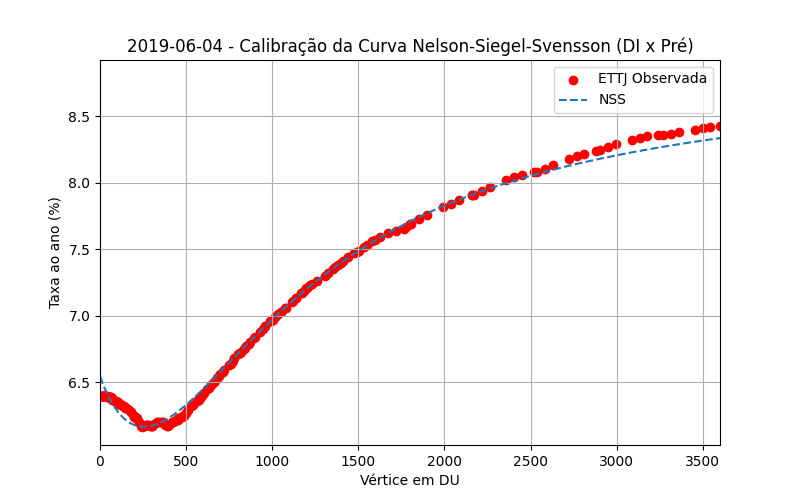 2019-06-04 - Calibração da Curva Nelson-Siegel-Svensson (DI x Pré)
ETTJ Observada
NSS
Taxa ao ano (%)
8.5
8.0
7.5
7.0
6.5
0 500 1000 1500 2000 2500 3000 3500
Vértice em DU